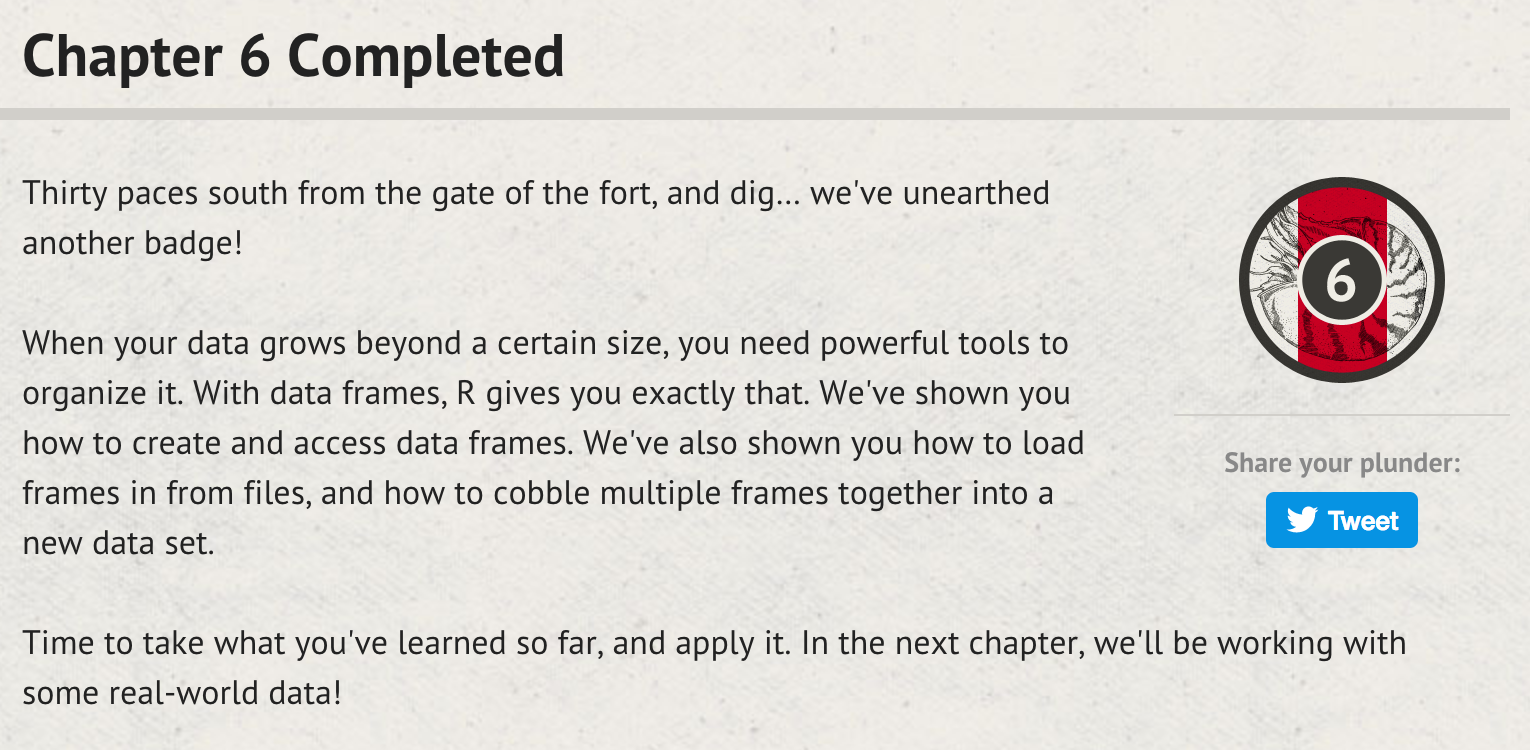 Chapter 6 Completed
Thirty paces south from the gate of the fort, and dig... we've unearthed
another badge!
When your data grows beyond a certain size, you need powerful tools to
organize it. With data frames, R gives you exactly that. We've shown you
how to create and access data frames. We've also shown you how to load
frames in from files, and how to cobble multiple frames together into a
new data set.
Time to take what you've learned so far, and apply it. In the next chapter, we'll be working with
some real-world data!
6
Share your plunder:
Tweet